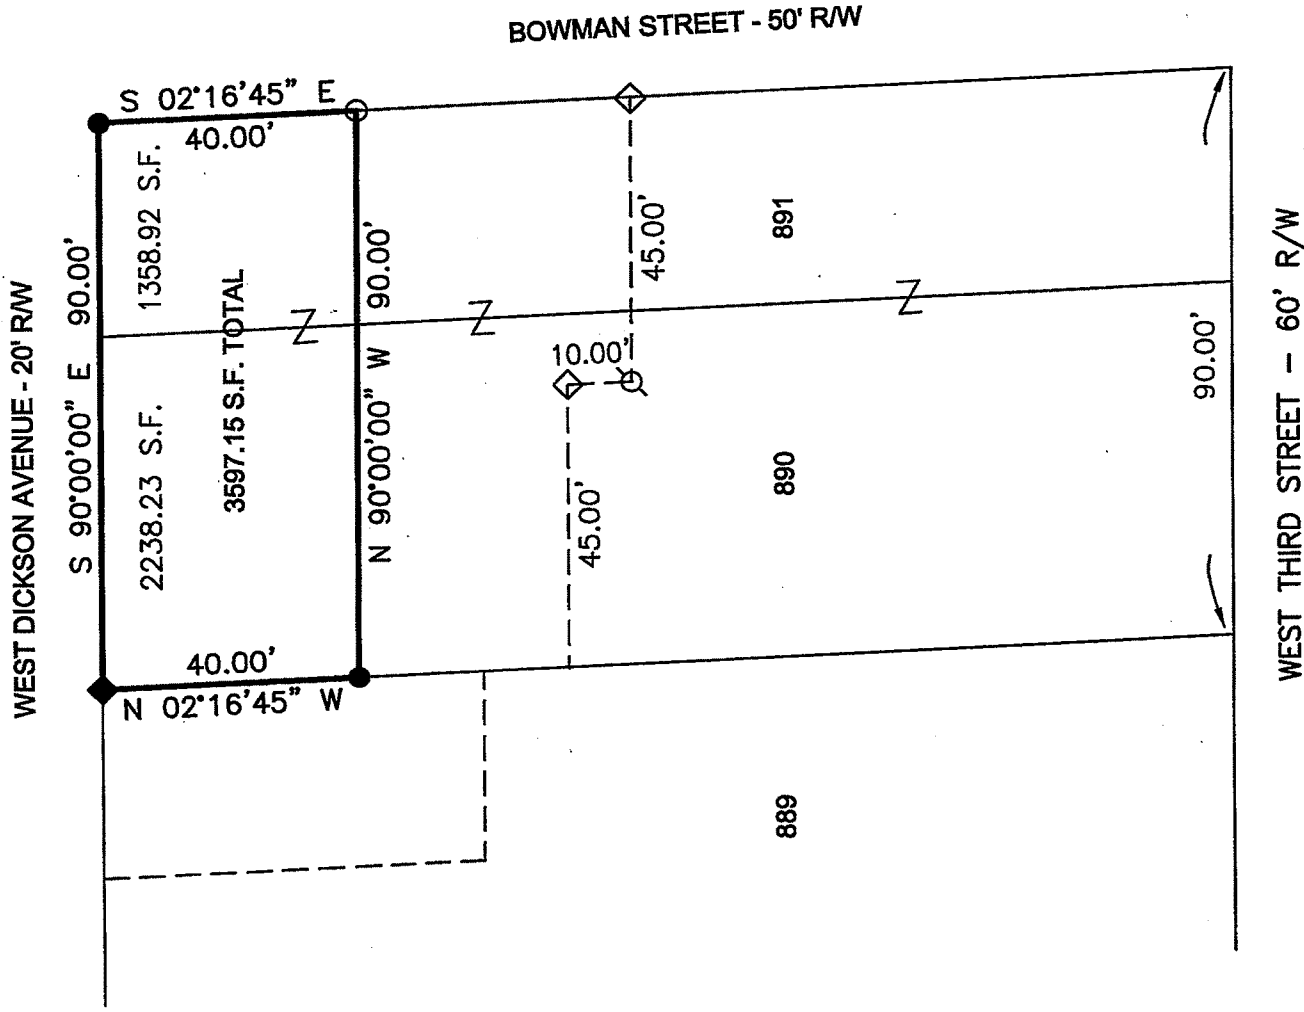 BOWMAN STREET - 50' R/W
S 02°16'45" E
40.00'
1358.92 S.F.
3597.15 S.F. TOTAL
2238.23 S.F.
S 90°00'00" E 90.00'
N 90°00'00" W 90.00'
WEST DICKSON AVENUE - 20' R/W
40.00'
N 02°16'45" W
45.00'
10.00'
45.00'
891
890
889
90.00'
WEST THIRD STREET - 60' R/W